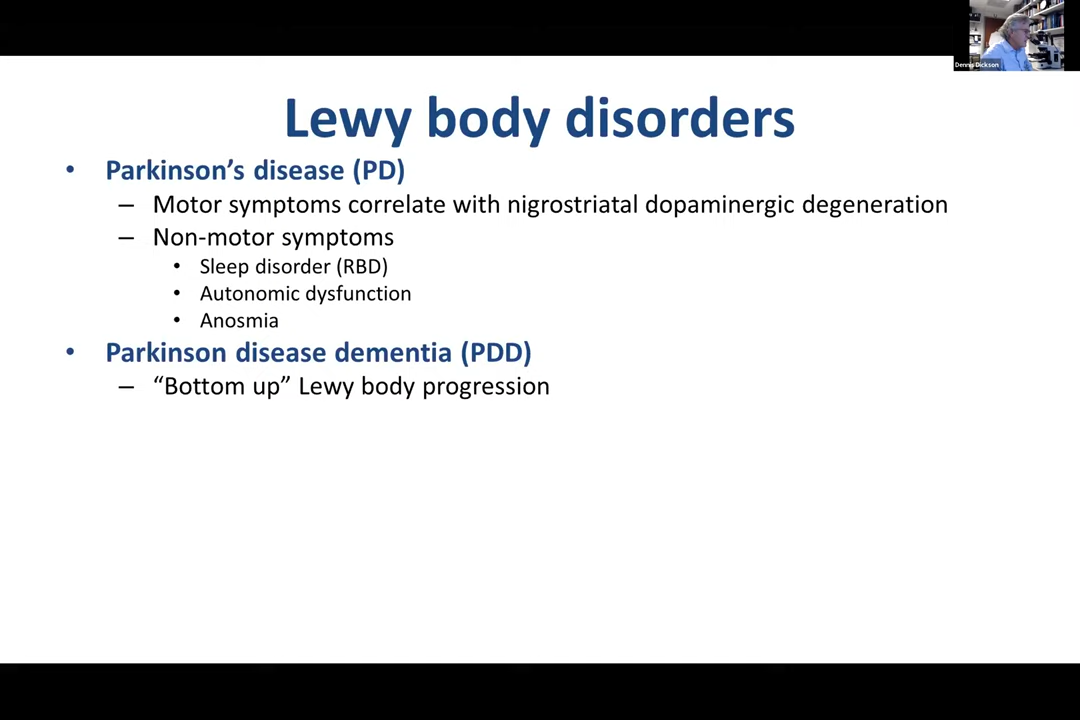 Dennis Dickson
Lewy body disorders
• Parkinson’s disease (PD)
– Motor symptoms correlate with nigrostriatal dopaminergic degeneration
– Non-motor symptoms
• Sleep disorder (RBD)
• Autonomic dysfunction
• Anosmia
• Parkinson disease dementia (PDD)
– “Bottom up” Lewy body progression